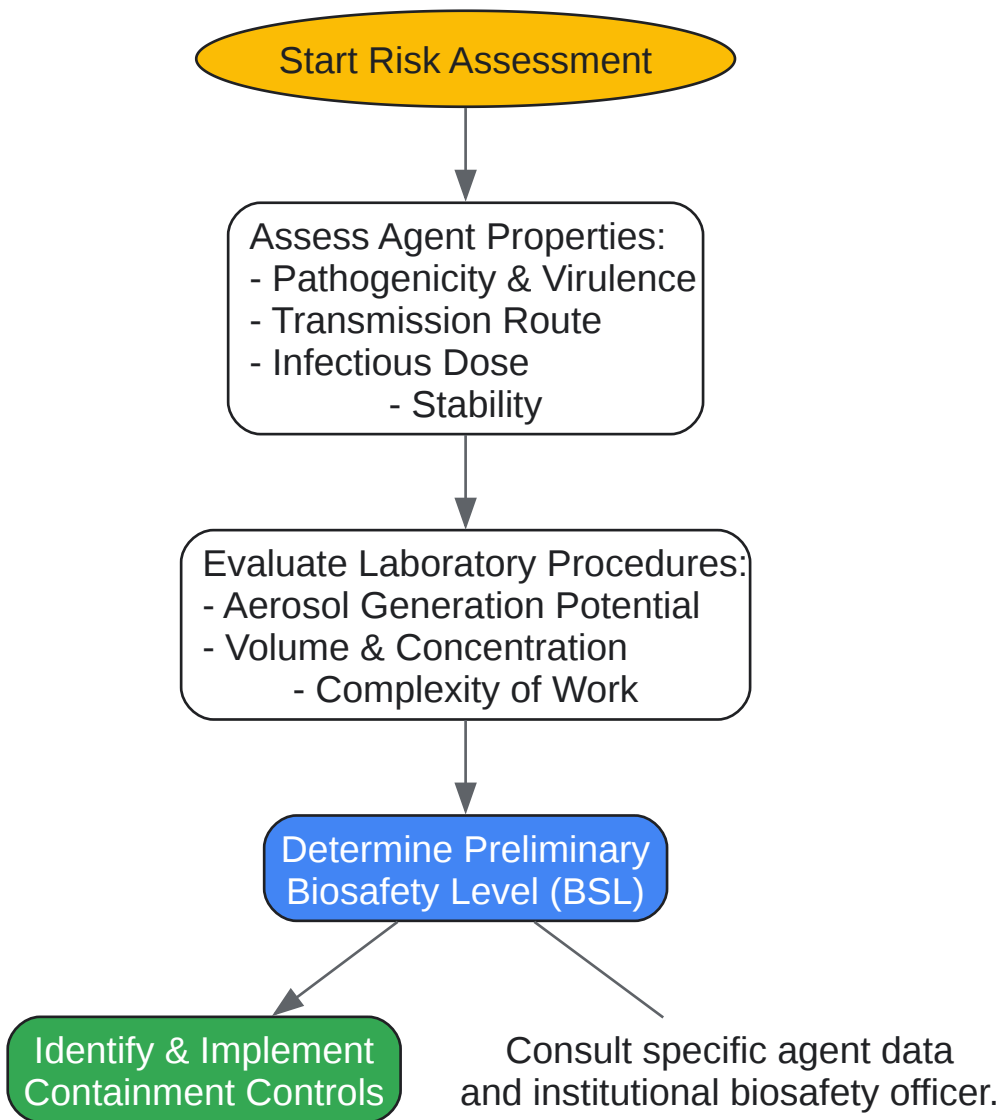 Start Risk Assessment
Assess Agent Properties:
- Pathogenicity & Virulence
- Transmission Route
- Infectious Dose
- Stability
Evaluate Laboratory Procedures:
- Aerosol Generation Potential
- Volume & Concentration
- Complexity of Work
Determine Preliminary
Biosafety Level (BSL)
Identify & Implement
Containment Controls
Consult specific agent data
and institutional biosafety officer.